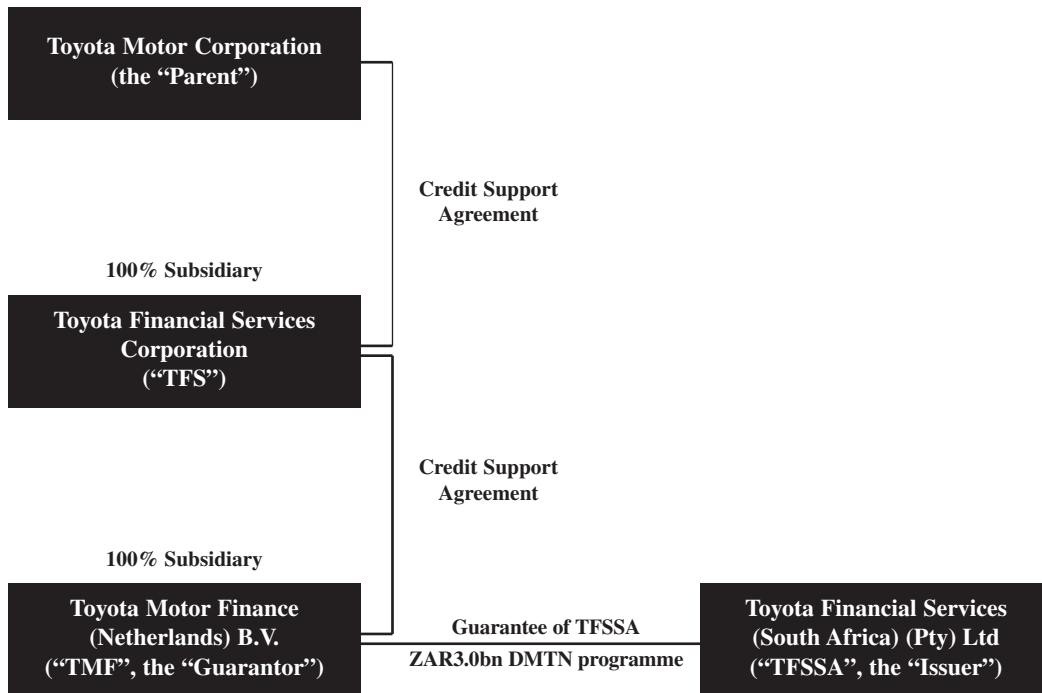 Toyota Motor Corporation
(the “Parent”)
Credit Support
Agreement
100% Subsidiary
Toyota Financial Services
Corporation
(“TFS”)
Credit Support
Agreement
100% Subsidiary
Toyota Motor Finance
(Netherlands) B.V.
(“TMF”, the “Guarantor”)
Guarantee of TFSSA
ZAR3.0bn DMTN programme
Toyota Financial Services
(South Africa) (Pty) Ltd
(“TFSSA”, the “Issuer”)